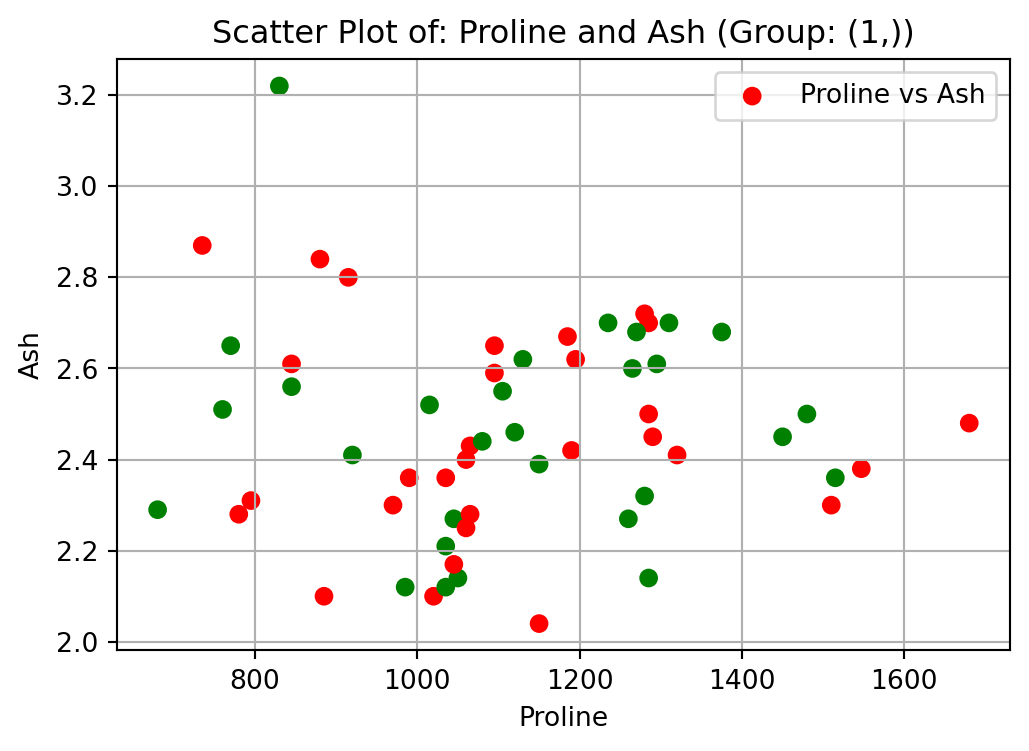 Scatter Plot of: Proline and Ash (Group: (1,))
Proline vs Ash
3.2
3.0
2.8
2.6
2.4
2.2
2.0
Ash
800 1000 1200 1400 1600
Proline